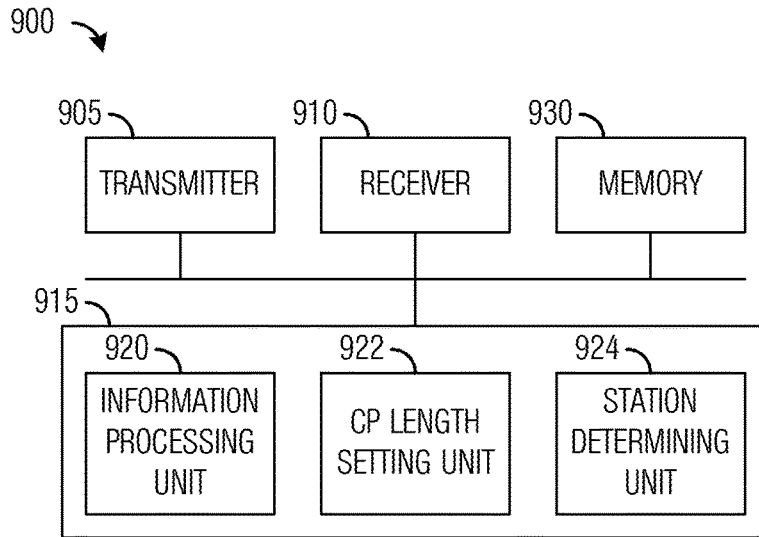 900
905
910
930
TRANSMITTER
RECEIVER
MEMORY
915
920
922
924
INFORMATION
PROCESSING
UNIT
CP LENGTH
SETTING UNIT
STATION
DETERMINING
UNIT